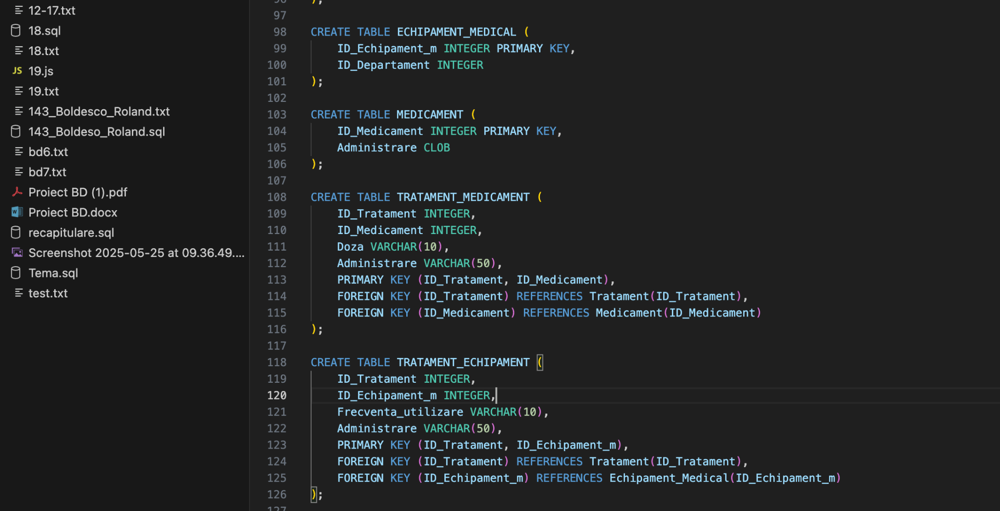 12-17.txt
18.sql
18.txt
JS 19.js
19.txt
143_Boldesco_Roland.txt
143_Boldeso_Roland.sql
bd6.txt
bd7.txt
Proiect BD (1).pdf
Proiect BD.docx
recapitulare.sql
Screenshot 2025-05-25 at 09.36.49....
Tema.sql
test.txt
96 );
97
98 CREATE TABLE ECHIPAMENT_MEDICAL (
99 ID_Echipament_m INTEGER PRIMARY KEY,
100 ID_Departament INTEGER
101 );
102
103 CREATE TABLE MEDICAMENT (
104 ID_Medicament INTEGER PRIMARY KEY,
105 Administrare CLOB
106 );
107
108 CREATE TABLE TRATAMENT_MEDICAMENT (
109 ID_Tratament INTEGER,
110 ID_Medicament INTEGER,
111 Doza VARCHAR(10),
112 Administrare VARCHAR(50),
113 PRIMARY KEY (ID_Tratament, ID_Medicament),
114 FOREIGN KEY (ID_Tratament) REFERENCES Tratament(ID_Tratament),
115 FOREIGN KEY (ID_Medicament) REFERENCES Medicament(ID_Medicament)
116 );
117
118 CREATE TABLE TRATAMENT_ECHIPAMENT (
119 ID_Tratament INTEGER,
120 ID_Echipament_m INTEGER,
121 Frecventa_utilizare VARCHAR(10),
122 Administrare VARCHAR(50),
123 PRIMARY KEY (ID_Tratament, ID_Echipament_m),
124 FOREIGN KEY (ID_Tratament) REFERENCES Tratament(ID_Tratament),
125 FOREIGN KEY (ID_Echipament_m) REFERENCES Echipament_Medical(ID_Echipament_m)
126 );
127